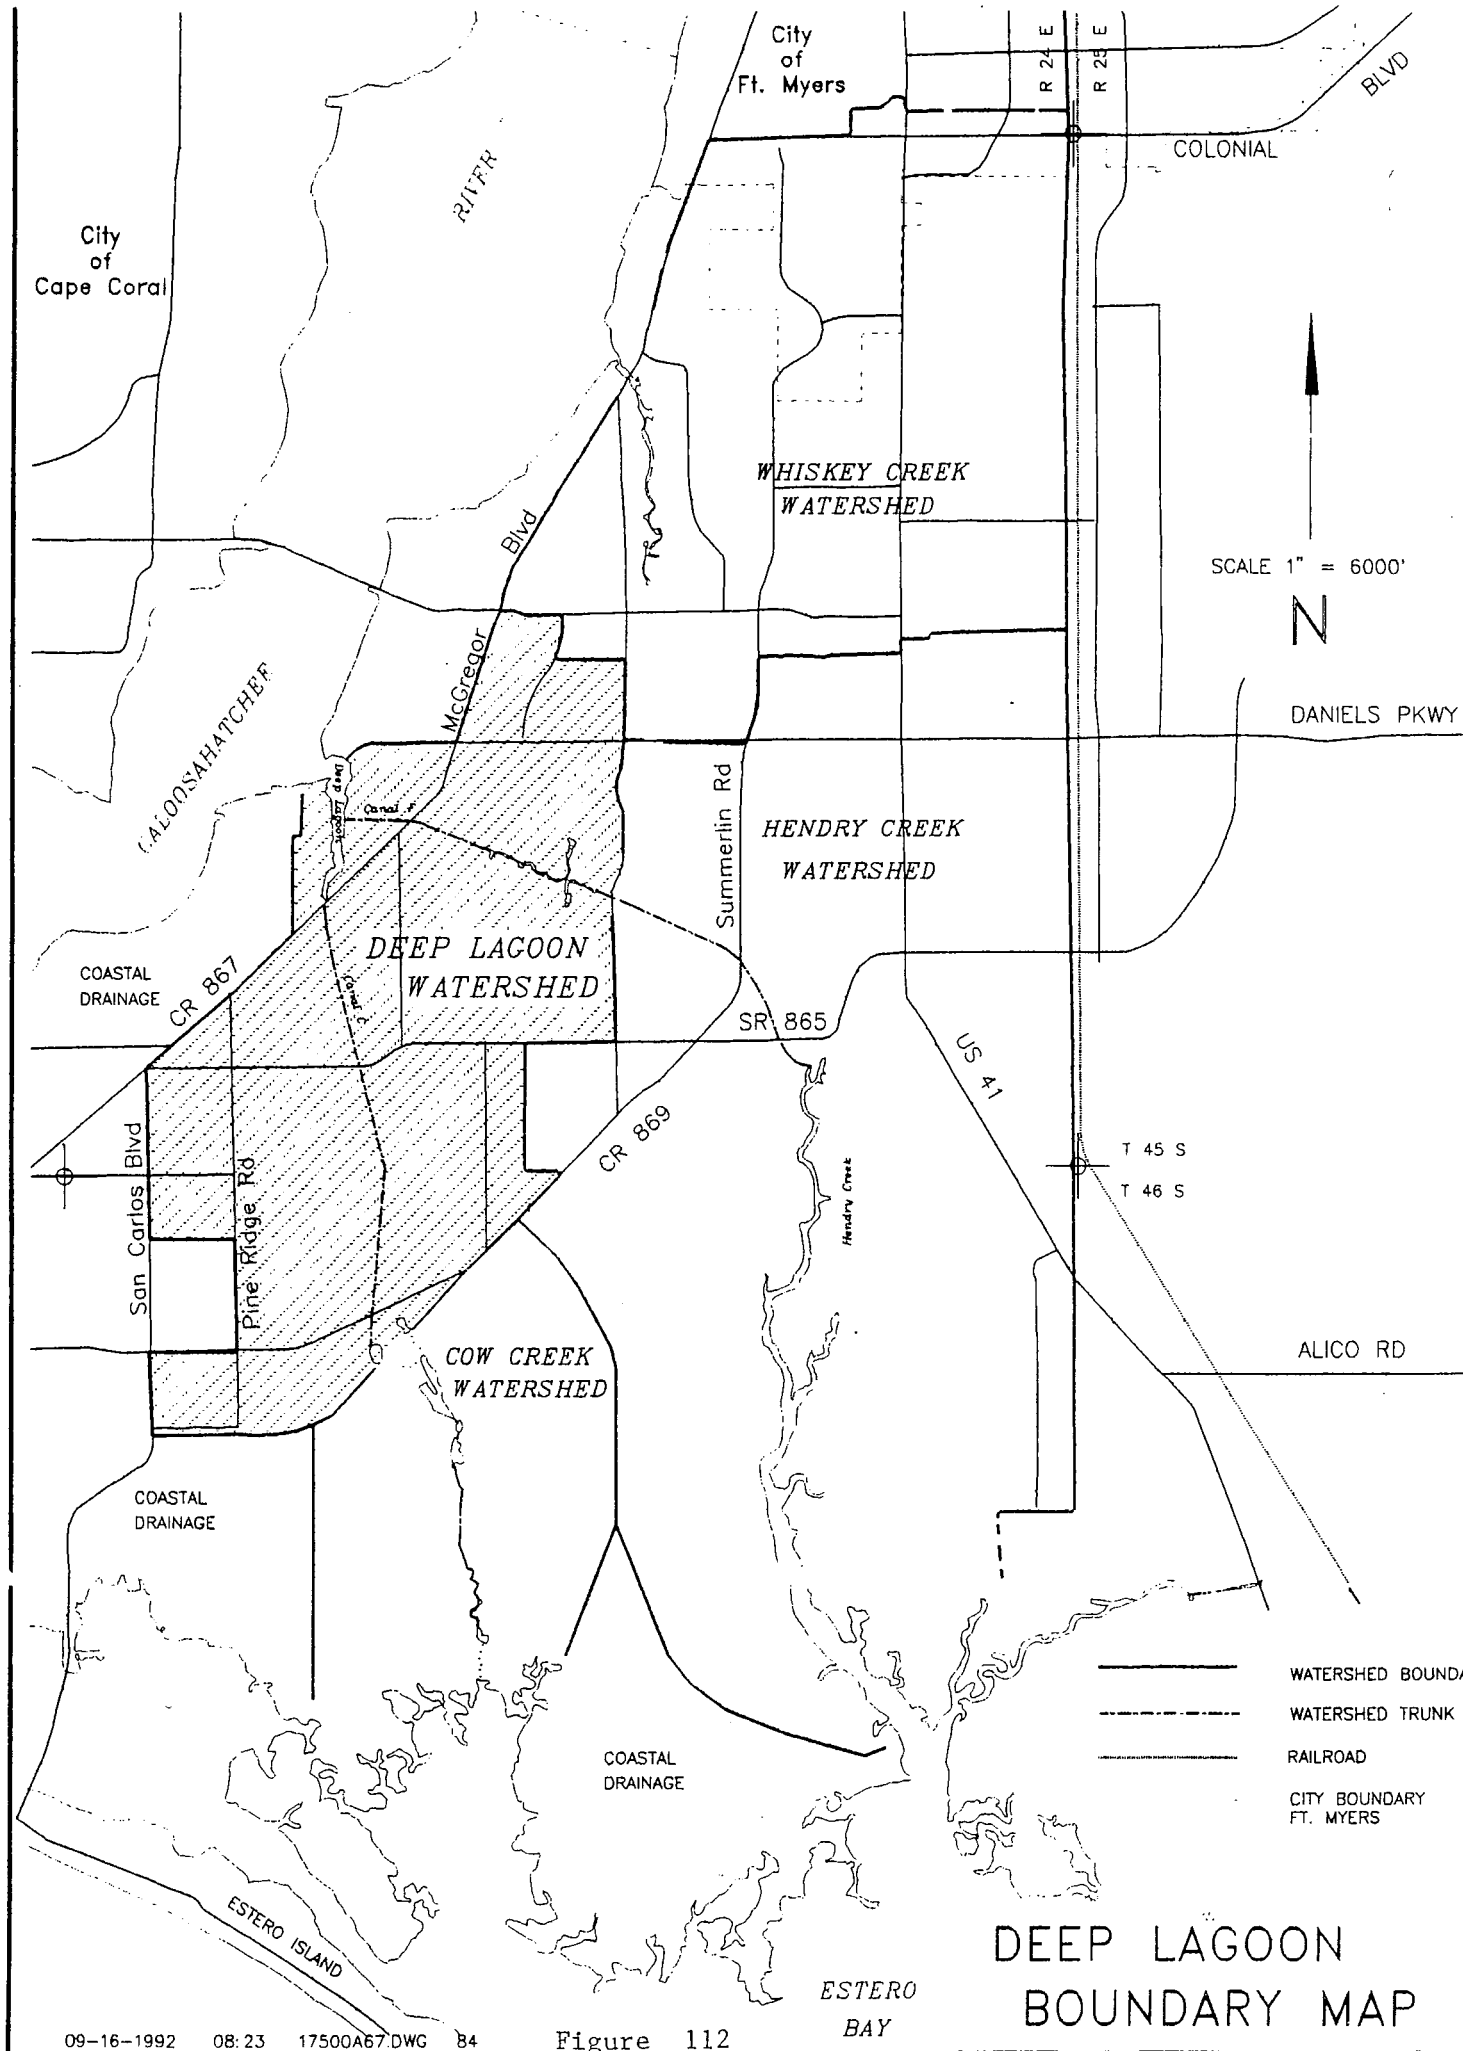 City
of
Ft. Myers
R 24 E
R 25 E
BLVD
COLONIAL
RIVER
City
of
Cape Coral
WHISKEY CREEK
WATERSHED
Blvd
SCALE 1" = 6000'
N
McGregor
CALOOSAHATCHEE
DANIELS PKWY
Deep Lagoon
Canal F
Summerlin Rd
HENDRY CREEK
WATERSHED
DEEP LAGOON
WATERSHED
COASTAL
DRAINAGE
CR 867
SR 865
US 41
CR 869
T 45 S
T 46 S
San Carlos Blvd
Pine Ridge Rd
Hendry Creek
COW CREEK
WATERSHED
ALICO RD
COASTAL
DRAINAGE
WATERSHED BOUNDA
WATERSHED TRUNK
RAILROAD
CITY BOUNDARY
FT. MYERS
COASTAL
DRAINAGE
ESTERO ISLAND
ESTERO
BAY
DEEP LAGOON
BOUNDARY MAP
09-16-1992 08:23 17500A67.DWG 84 Figure 112